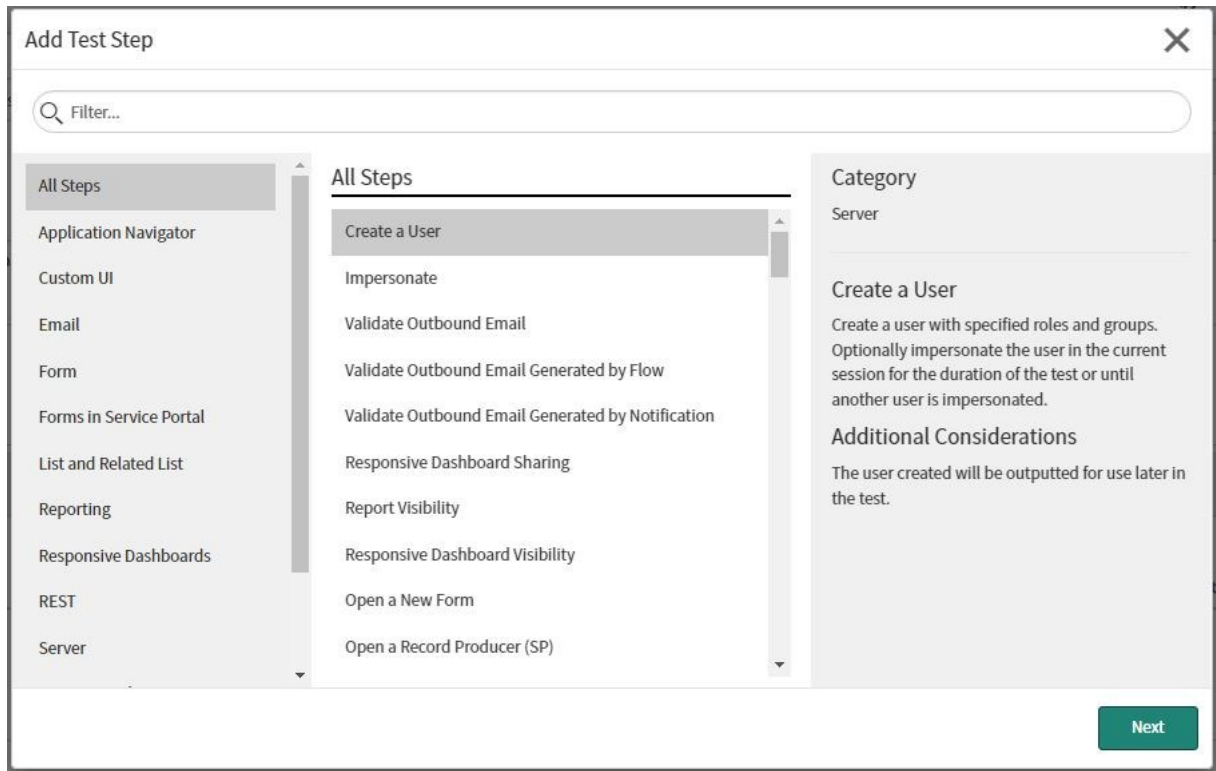 Add Test Step
Filter...
All Steps
Application Navigator
Custom UI
Email
Form
Forms in Service Portal
List and Related List
Reporting
Responsive Dashboards
REST
Server
All Steps
Create a User
Impersonate
Validate Outbound Email
Validate Outbound Email Generated by Flow
Validate Outbound Email Generated by Notification
Responsive Dashboard Sharing
Report Visibility
Responsive Dashboard Visibility
Open a New Form
Open a Record Producer (SP)
Category
Server
Create a User
Create a user with specified roles and groups.
Optionally impersonate the user in the current
session for the duration of the test or until
another user is impersonated.
Additional Considerations
The user created will be outputted for use later in
the test.
Next